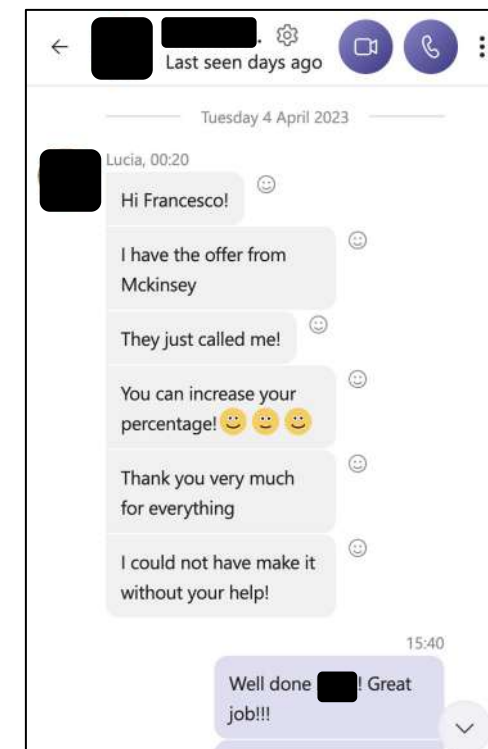 .
Last seen days ago
Tuesday 4 April 2023
Lucia, 00:20
Hi Francesco!
I have the offer from
Mckinsey
They just called me!
You can increase your
percentage!
Thank you very much
for everything
I could not have make it
without your help!
15:40
Well done ! Great
job!!!